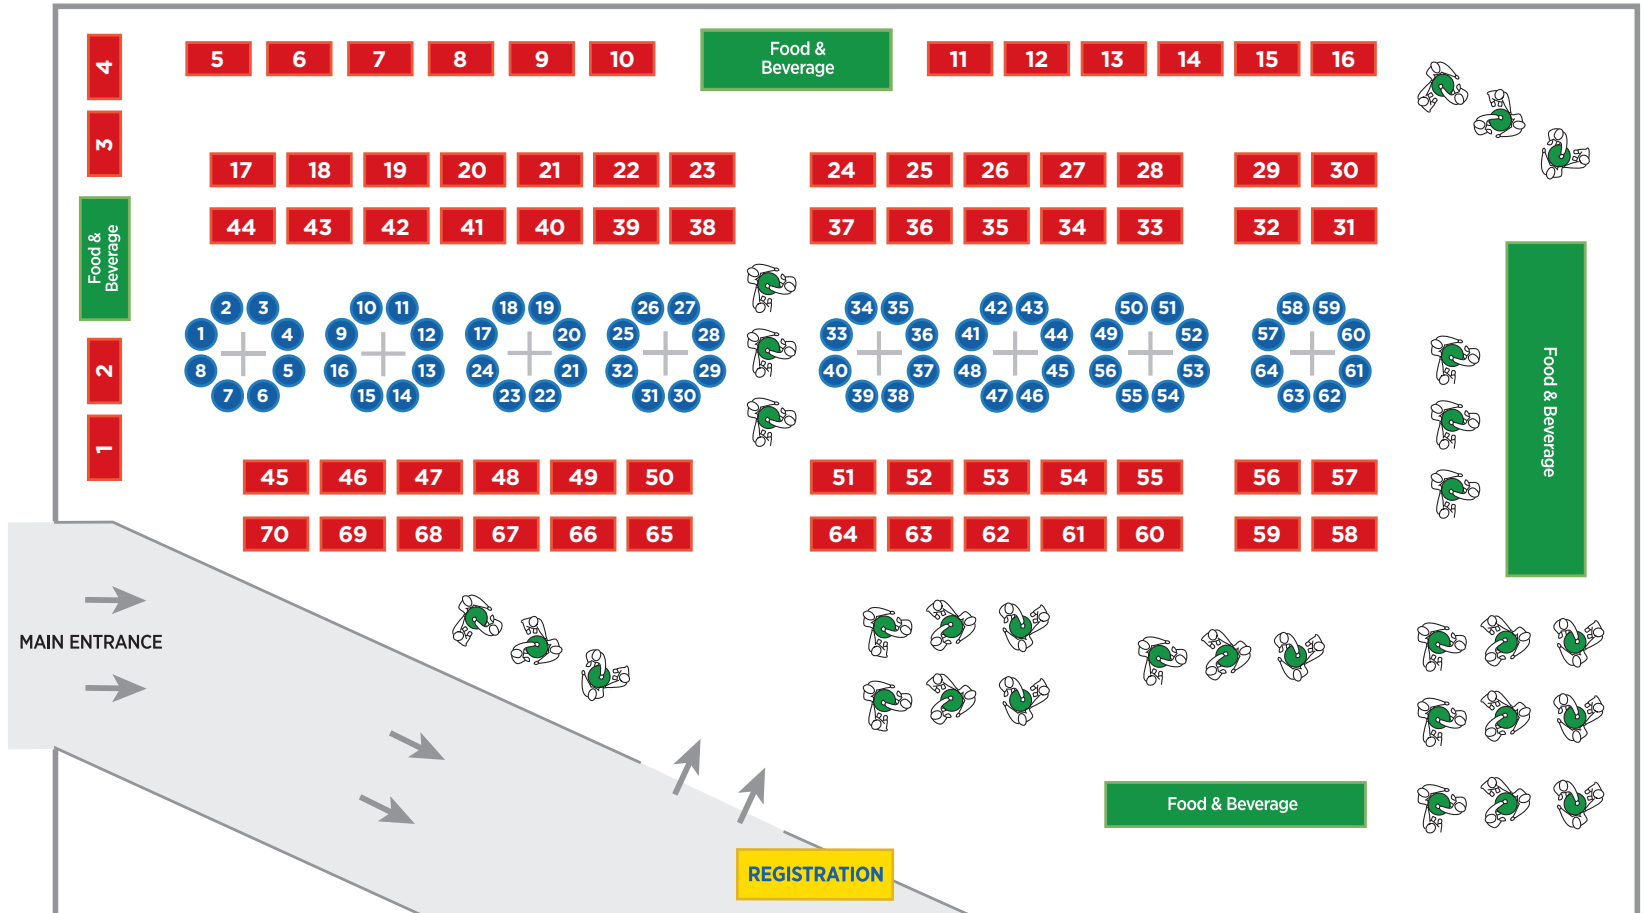 4
3
Food &
Beverage
2
1
5 6 7 8 9 10
Food &
Beverage
11 12 13 14 15 16
17 18 19 20 21 22 23 24 25 26 27 28 29 30
44 43 42 41 40 39 38 37 36 35 34 33 32 31
2 3 10 11 18 19 26 27 34 35 42 43 50 51 58 59
1 4 9 12 17 20 25 28 33 36 41 44 49 52 57 60
8 5 16 13 24 21 32 29 40 37 48 45 56 53 64 61
7 6 15 14 23 22 31 30 39 38 47 46 55 54 63 62
Food & Beverage
45 46 47 48 49 50 51 52 53 54 55 56 57
70 69 68 67 66 65 64 63 62 61 60 59 58
MAIN ENTRANCE
Food & Beverage
REGISTRATION